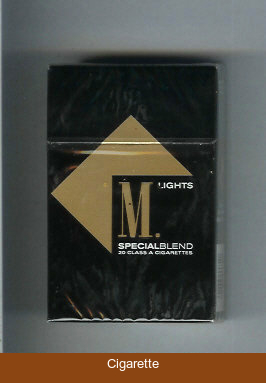 LIGHTS
M.
SPECIALBLEND
20 CLASS A CIGARETTES
Cigarette